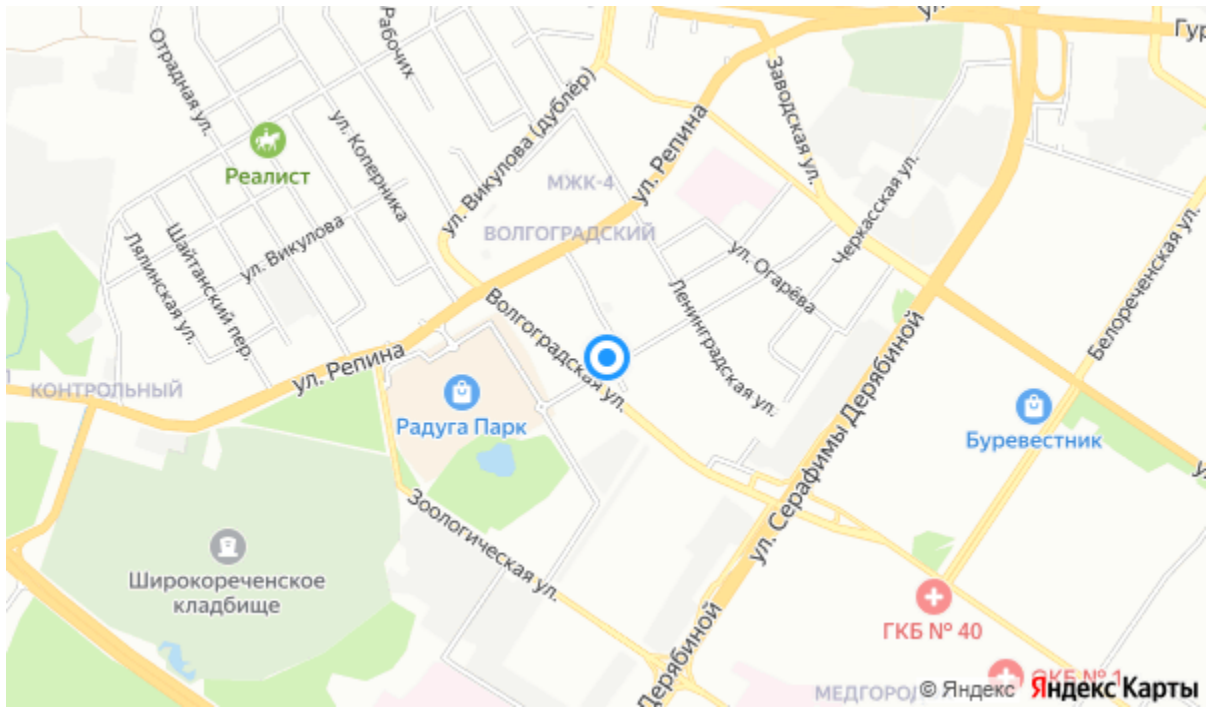 ул.
Гур
Отрадная ул.
Рабочих
ул. Викулова (дублёр)
Заводская ул.
ул. Репина
Реалист
ул. Коперника
МЖК-4
Черкасская ул.
ВОЛГОГРАДСКИЙ
Белореченская ул.
Ляпинская ул.
Шайтанский пер.
ул. Викулова
ул. Огарёва
Ленинградская ул.
Волгоградская ул.
КОНТРОЛЬНЫЙ
ул. Репина
Радуга Парк
ул. Серафимы Дерябиной
Буревестник
Зоологическая ул.
Широкореченское
кладбище
ГКБ № 40
Дерябиной
МЕДГОРОД
© Яндекс Яндекс Карты